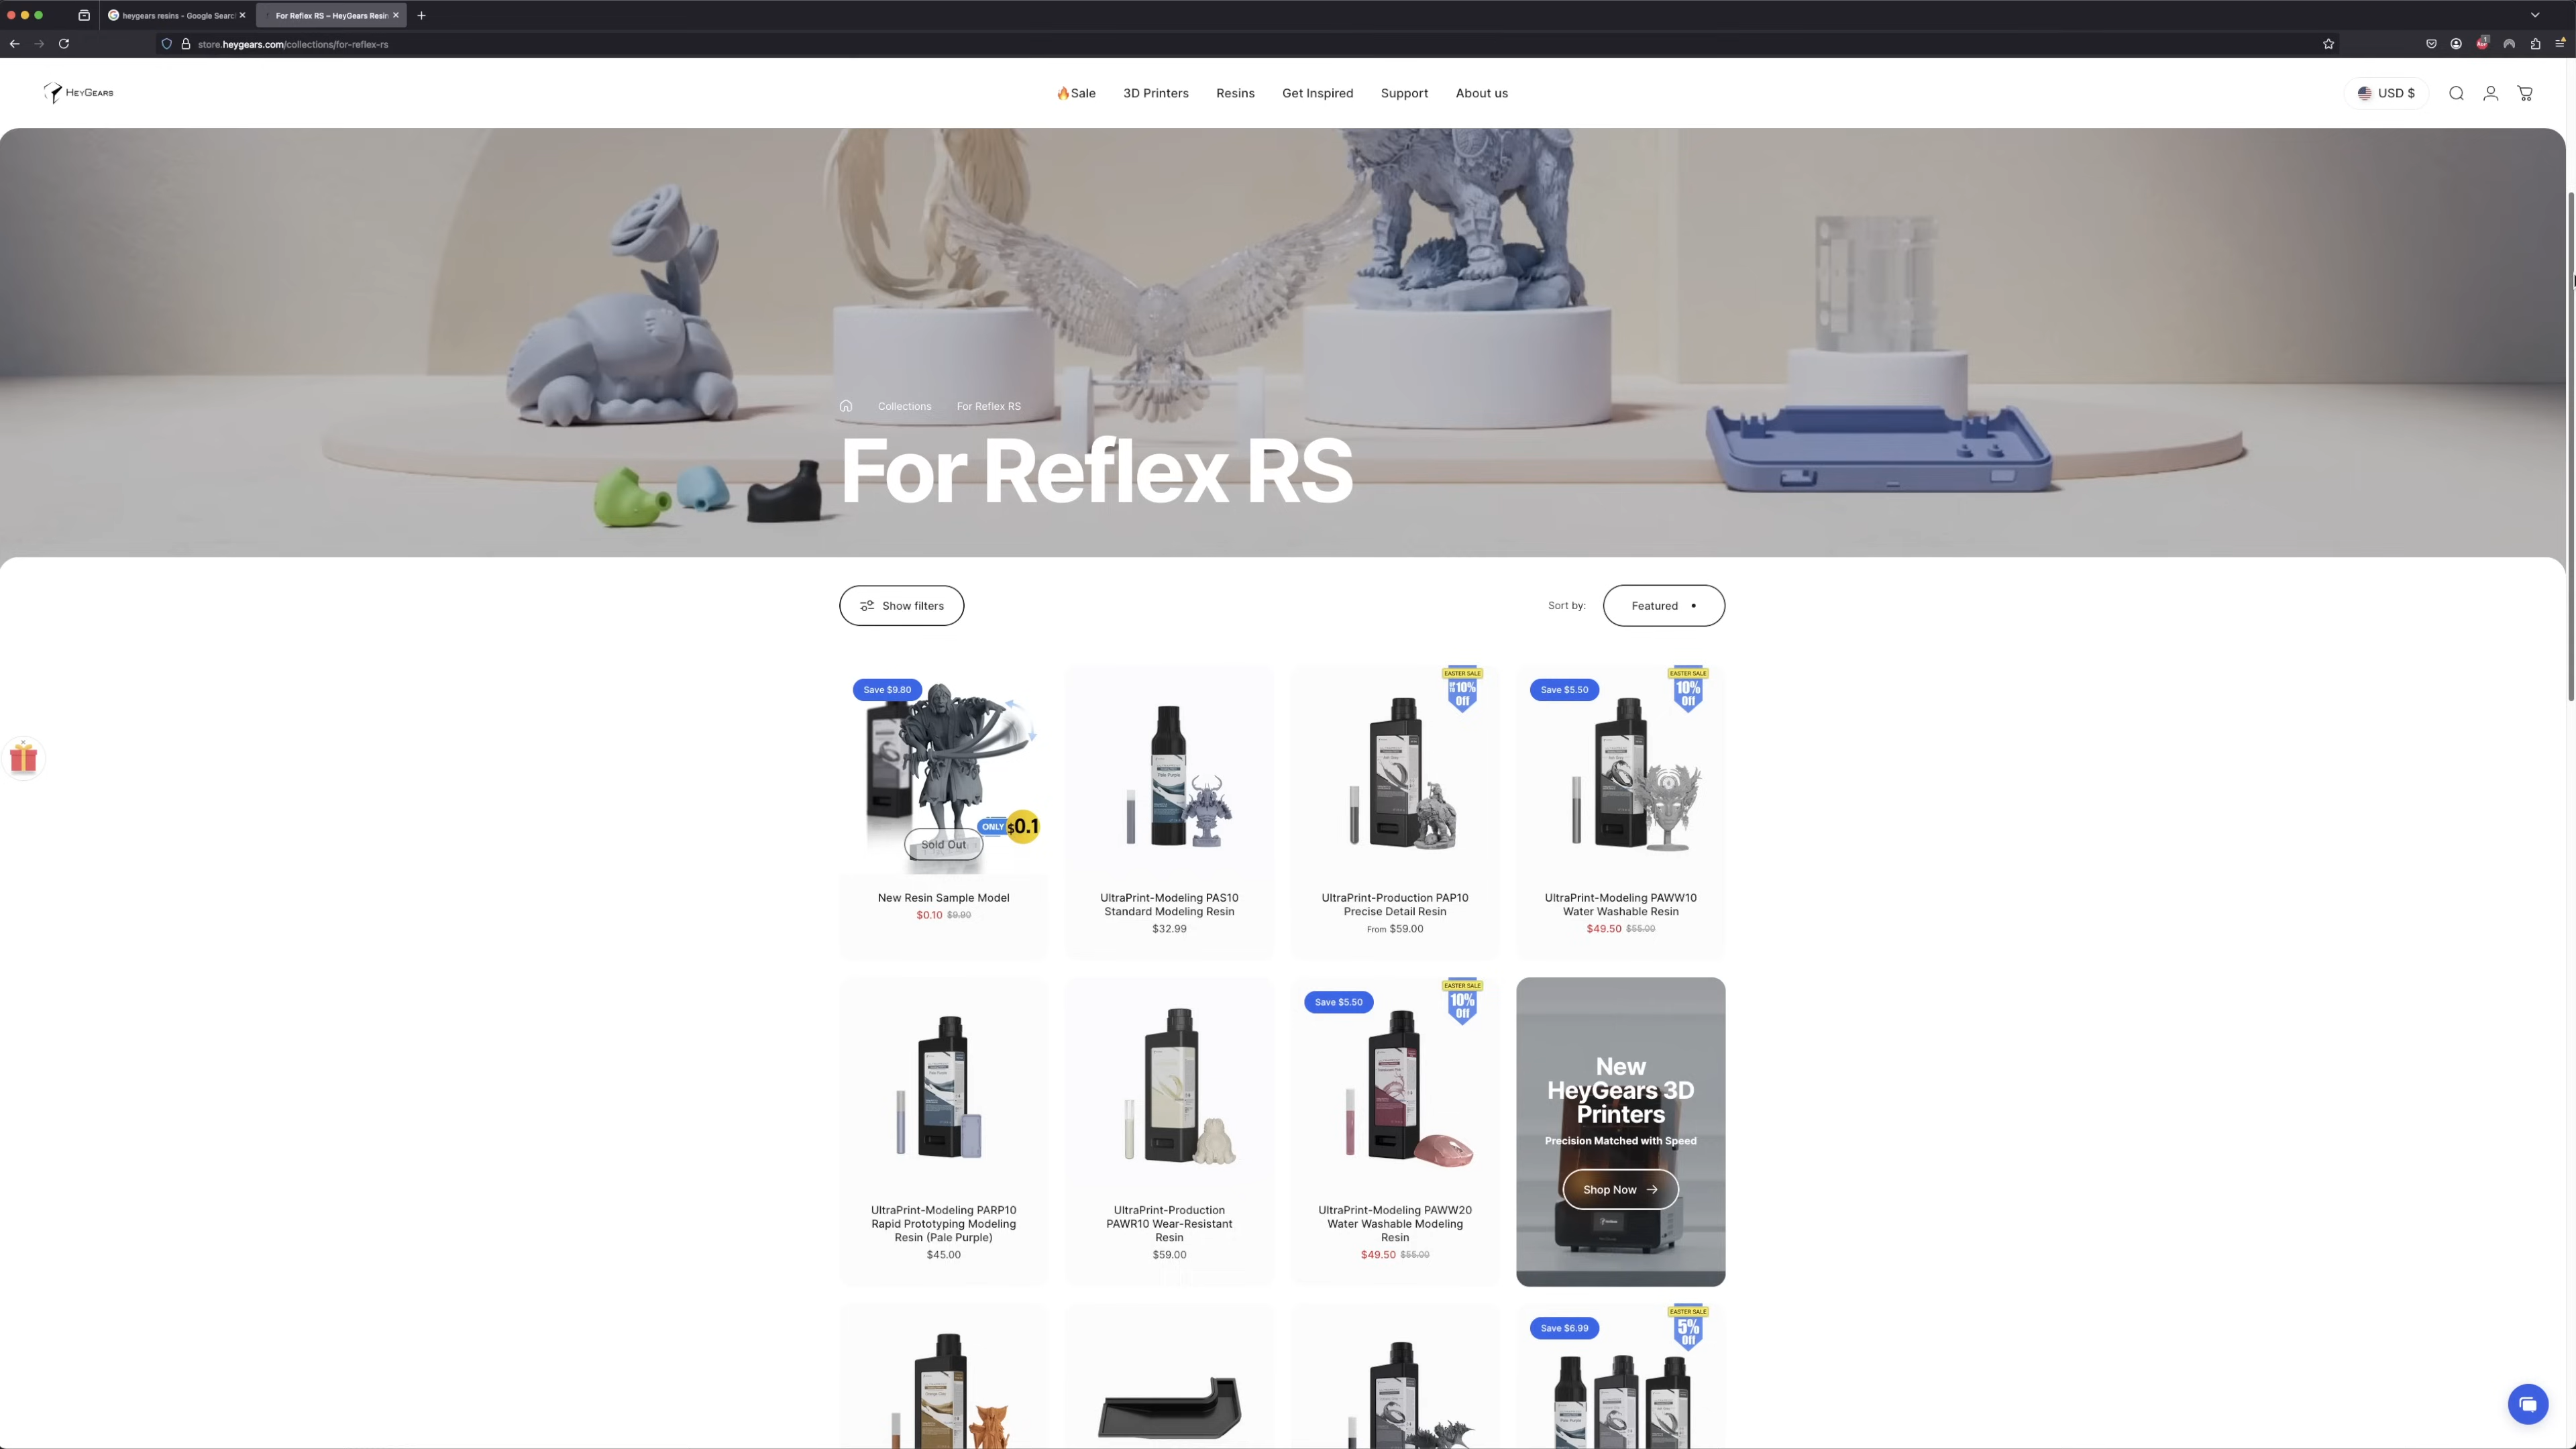 heygears resins - Google Searc
For Reflex RS – HeyGears Resin
store.heygears.com/collections/for-reflex-rs
HEYGEARS
🔥Sale
3D Printers
Resins
Get Inspired
Support
About us
USD $
Collections
For Reflex RS
For Reflex RS
Show filters
Sort by:
Featured
Save $9.80
ONLY $0.1
Sold Out
New Resin Sample Model
$0.10 $9.90
Pale Purple
UltraPrint-Modeling PAS10
Standard Modeling Resin
$32.99
EASTER SALE
UP TO 10%
Off
UltraPrint-Production PAP10
Precise Detail Resin
From $59.00
Save $5.50
EASTER SALE
10%
Off
UltraPrint-Modeling PAWW10
Water Washable Resin
$49.50 $55.00
Pale Purple
UltraPrint-Modeling PARP10
Rapid Prototyping Modeling
Resin (Pale Purple)
$45.00
UltraPrint-Production
PAWR10 Wear-Resistant
Resin
$59.00
Save $5.50
EASTER SALE
10%
Off
UltraPrint-Modeling PAWW20
Water Washable Modeling
Resin
$49.50 $55.00
New
HeyGears 3D
Printers
Precision Matched with Speed
Shop Now
Save $6.99
EASTER SALE
5%
Off